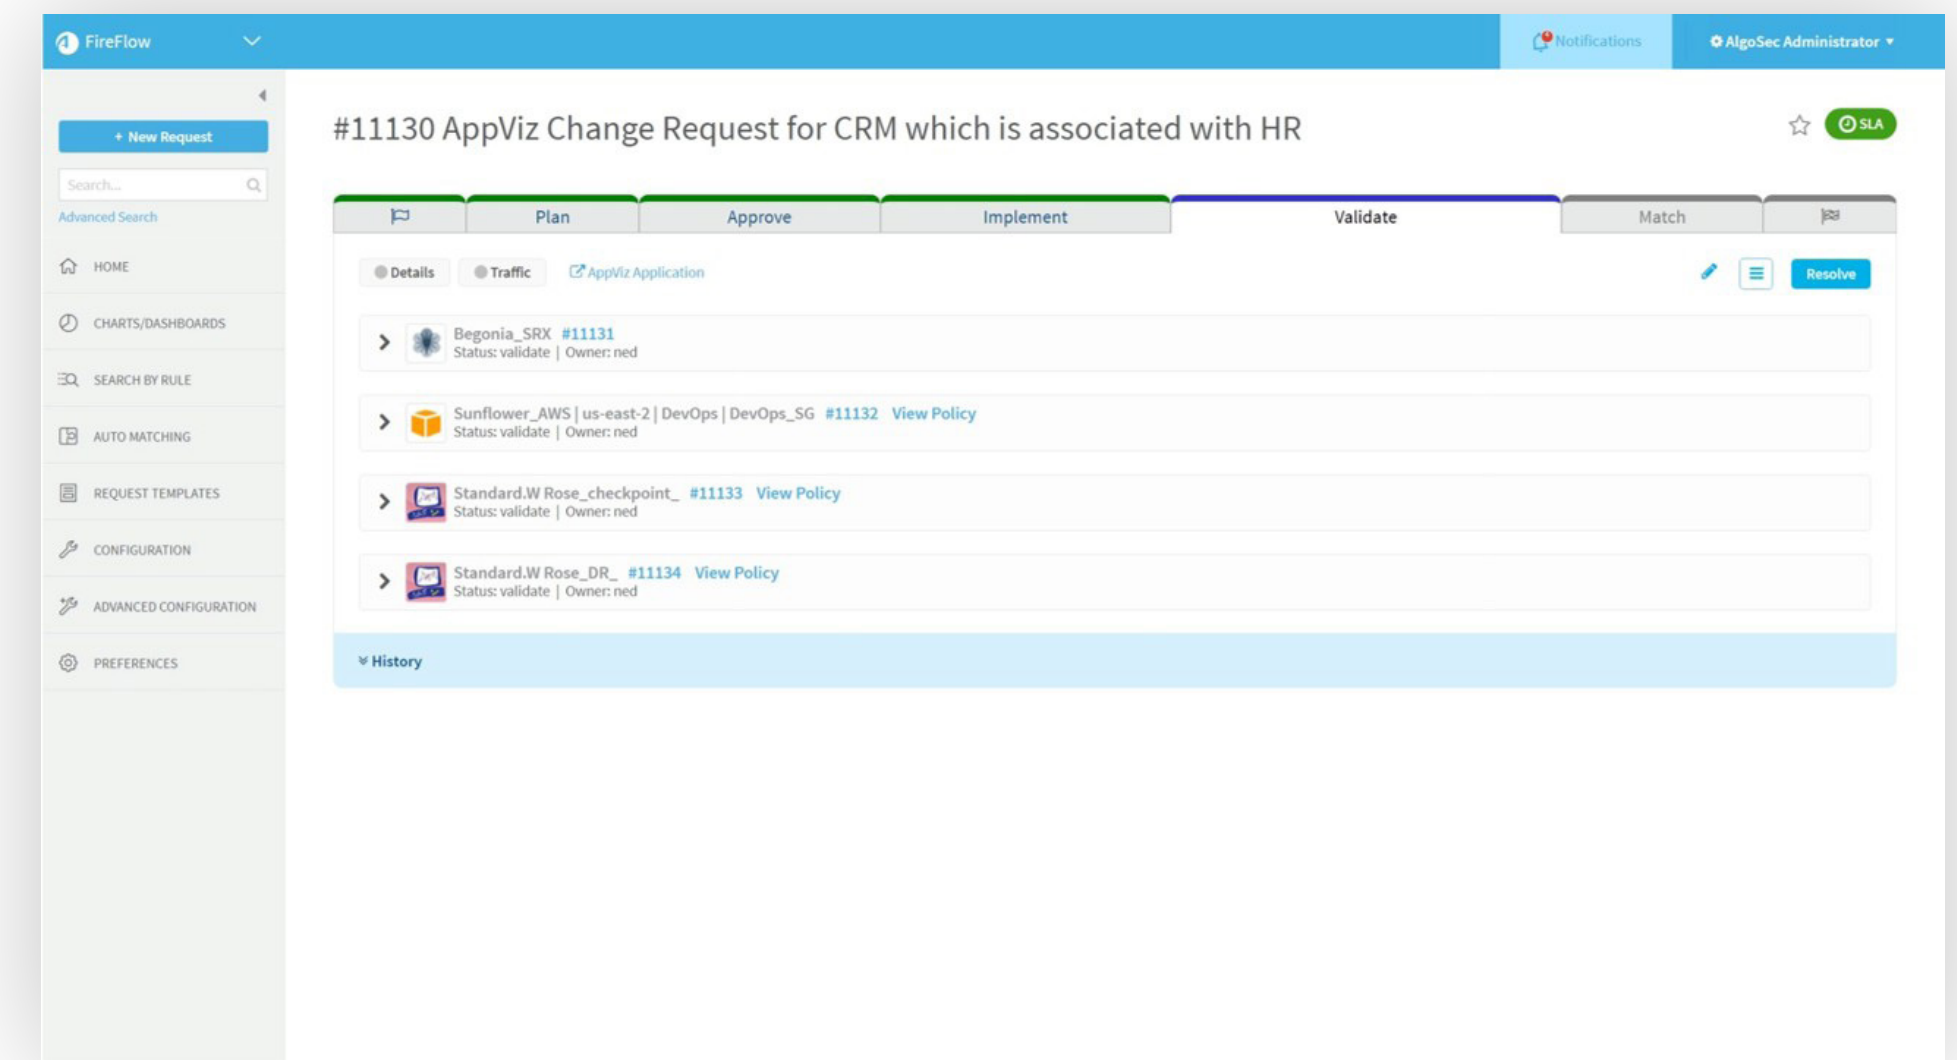 FireFlow
Notifications
AlgoSec Administrator
+ New Request
Search...
Advanced Search
HOME
CHARTS/DASHBOARDS
SEARCH BY RULE
AUTO MATCHING
REQUEST TEMPLATES
CONFIGURATION
ADVANCED CONFIGURATION
PREFERENCES
#11130 AppViz Change Request for CRM which is associated with HR
SLA
Plan Approve Implement Validate Match
Details Traffic AppViz Application
Resolve
Begonia_SRX #11131
Status: validate | Owner: ned
Sunflower_AWS | us-east-2 | DevOps | DevOps_SG #11132 View Policy
Status: validate | Owner: ned
Standard.W Rose_checkpoint_ #11133 View Policy
Status: validate | Owner: ned
Standard.W Rose_DR_ #11134 View Policy
Status: validate | Owner: ned
History